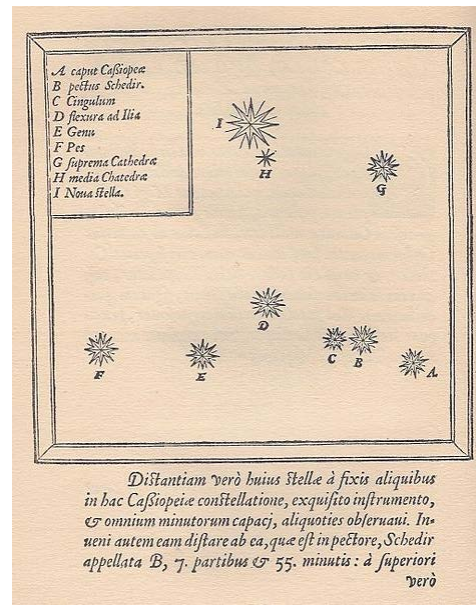 A caput Caſsiopeæ
B pectus Schedir.
C Cingulum
D flexura ad Ilia
E Genu
F Pes
G ſuprema Cathedræ
H media Chatedræ
I Noua ſtella.
I
H
G
D
C
B
A
E
F
Diſtantiam verò huius ſtellæ à fixis aliquibus
in hac Caſsiopeiæ conſtellatione, exquiſito inſtrumento,
& omnium minutorum capacj, aliquoties obſeruaui. In-
ueni autem eam diſtare ab ea, quæ eſt in pectore, Schedir
appellata B, 7. partibus & 55. minutis : à ſuperiori
verò